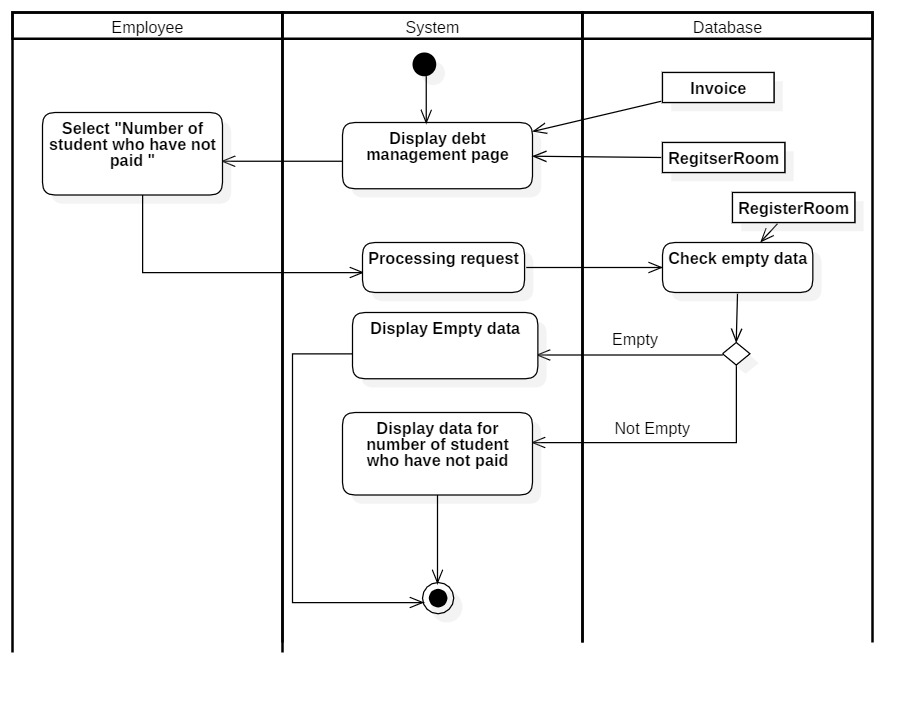 Employee
System
Database
Invoice
Select "Number of
student who have not
paid "
Display debt
management page
RegitserRoom
RegisterRoom
Processing request
Check empty data
Display Empty data
Empty
Display data for
number of student
who have not paid
Not Empty